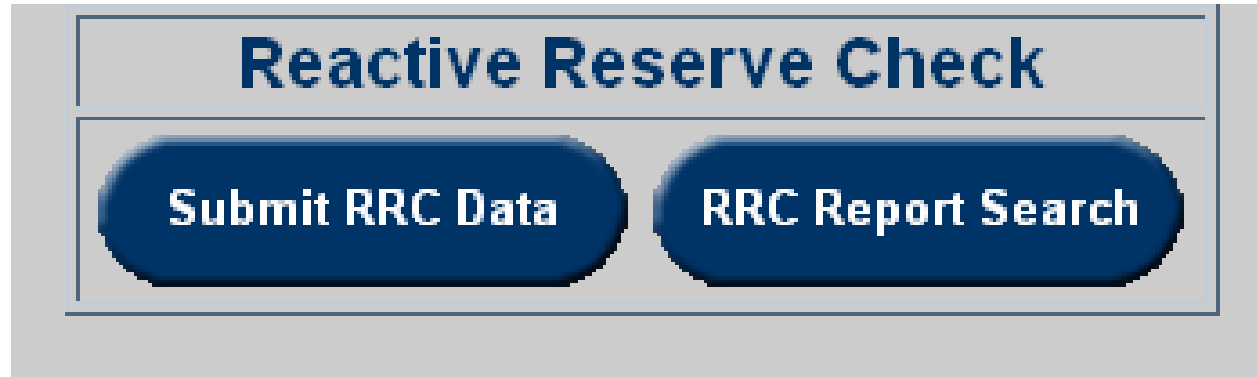 Reactive Reserve Check
Submit RRC Data
RRC Report Search